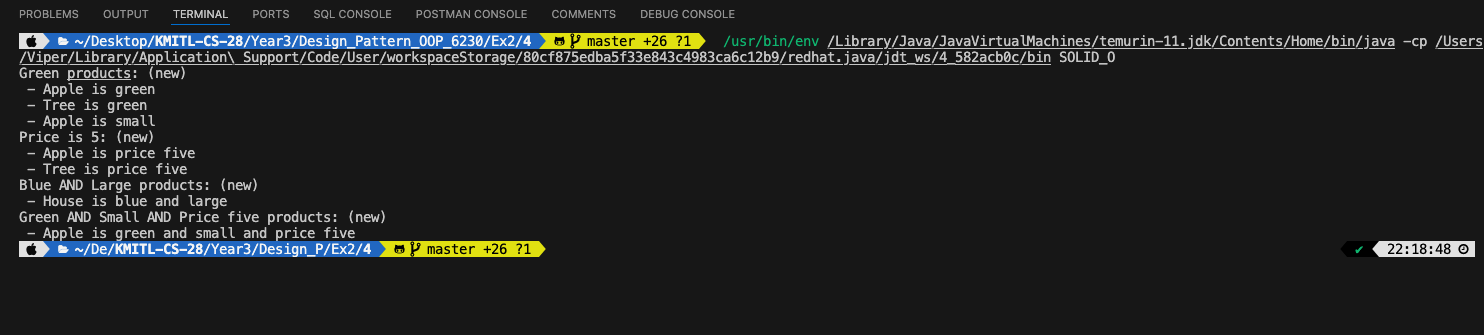 PROBLEMS OUTPUT TERMINAL PORTS SQL CONSOLE POSTMAN CONSOLE COMMENTS DEBUG CONSOLE
~/Desktop/KMITL-CS-28/Year3/Design_Pattern_OOP_6230/Ex2/4 master +26 ?1 /usr/bin/env /Library/Java/JavaVirtualMachines/temurin-11.jdk/Contents/Home/bin/java -cp /Users
/Viper/Library/Application\ Support/Code/User/workspaceStorage/80cf875edba5f33e843c4983ca6c12b9/redhat.java/jdt_ws/4_582acb0c/bin SOLID_O
Green products: (new)
- Apple is green
- Tree is green
- Apple is small
Price is 5: (new)
- Apple is price five
- Tree is price five
Blue AND Large products: (new)
- House is blue and large
Green AND Small AND Price five products: (new)
- Apple is green and small and price five
~/De/KMITL-CS-28/Year3/Design_P/Ex2/4 master +26 ?1 ✔ 22:18:48